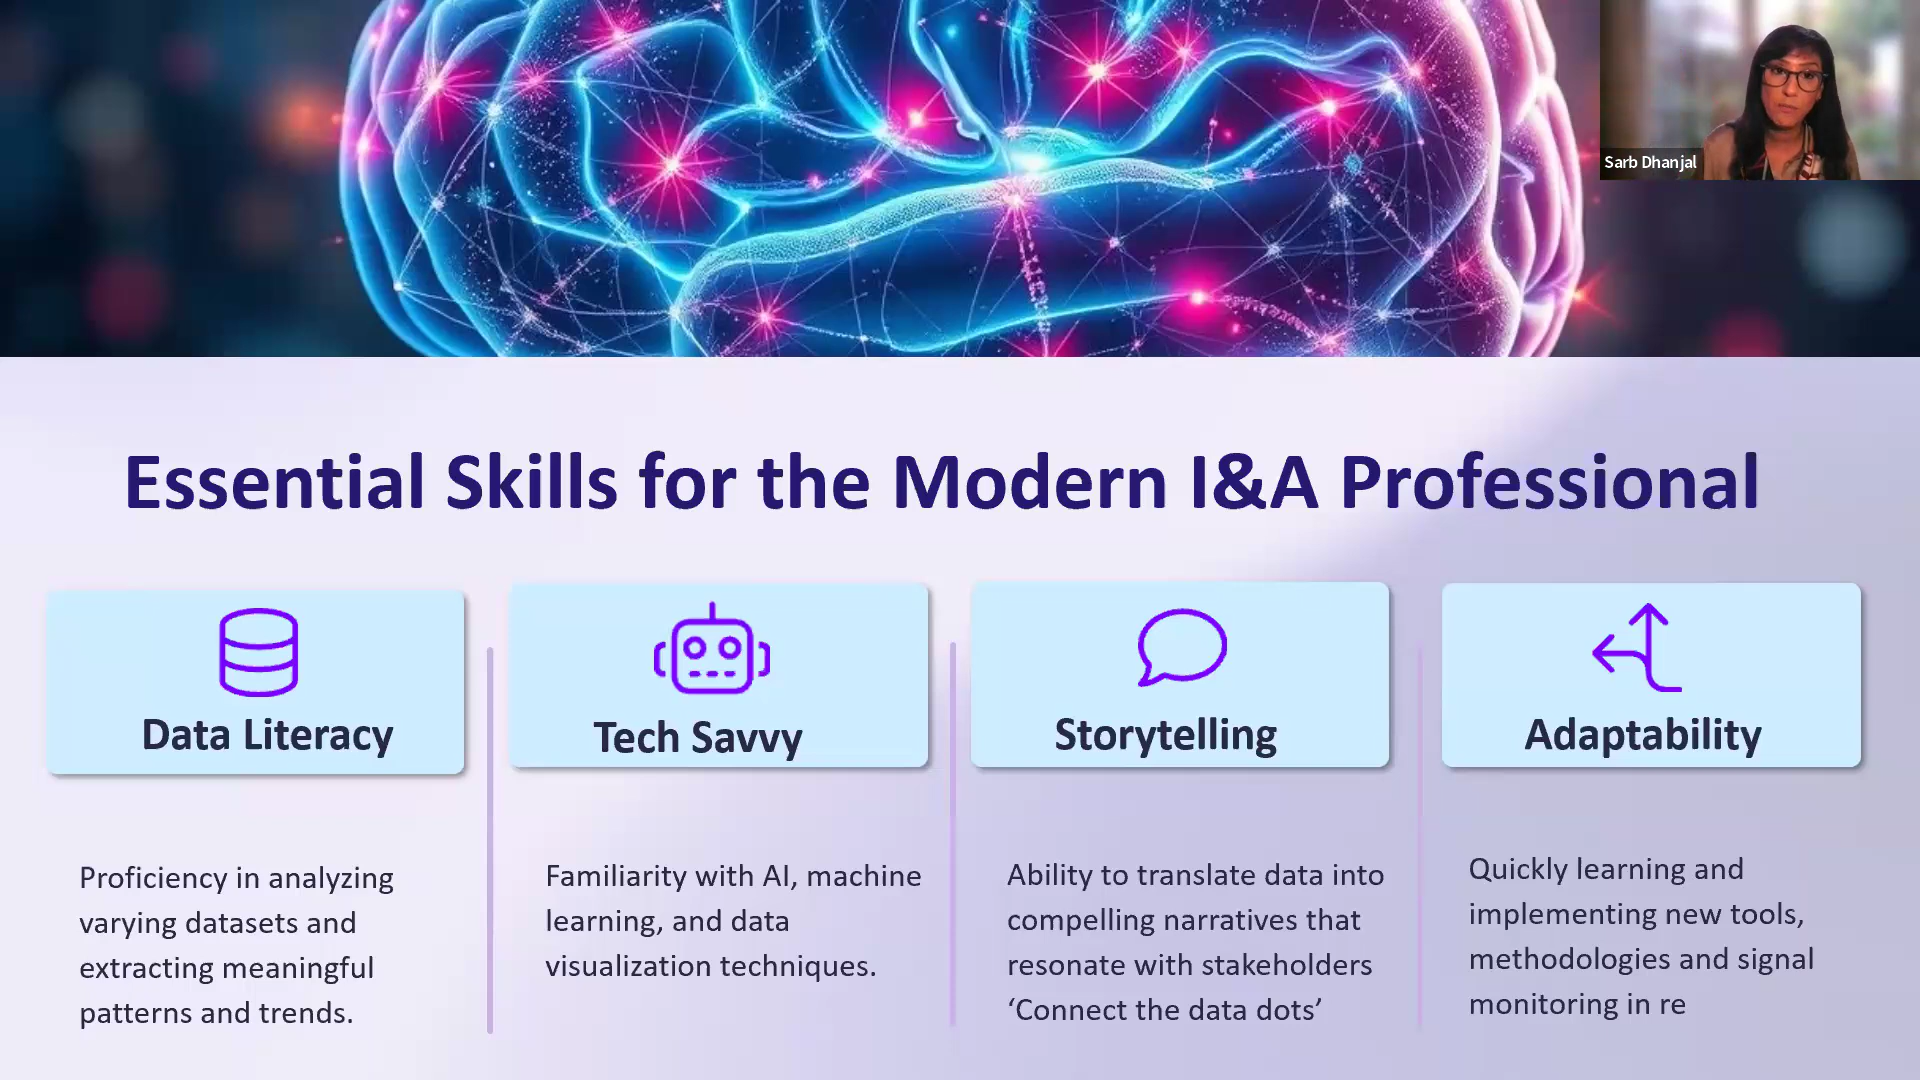 Sarb Dhanjal
Essential Skills for the Modern I&A Professional
Data Literacy
Proficiency in analyzing
varying datasets and
extracting meaningful
patterns and trends.
Tech Savvy
Familiarity with AI, machine
learning, and data
visualization techniques.
Storytelling
Ability to translate data into
compelling narratives that
resonate with stakeholders
‘Connect the data dots’
Adaptability
Quickly learning and
implementing new tools,
methodologies and signal
monitoring in re